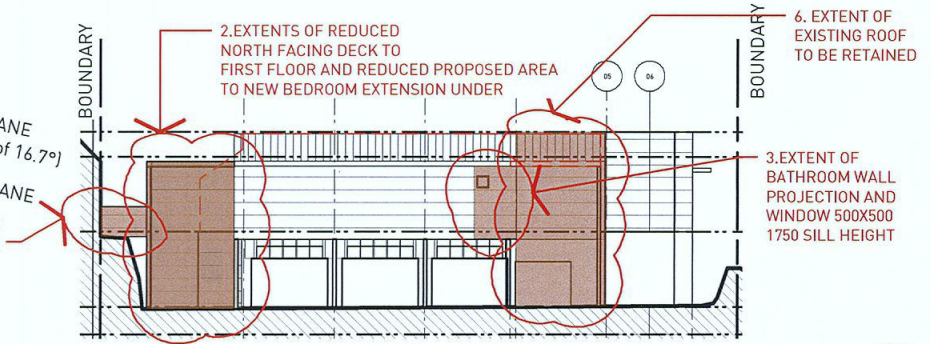 2.EXTENTS OF REDUCED
NORTH FACING DECK TO
FIRST FLOOR AND REDUCED PROPOSED AREA
TO NEW BEDROOM EXTENSION UNDER
6. EXTENT OF
EXISTING ROOF
TO BE RETAINED
BOUNDARY
BOUNDARY
05
06
ANE
of 16.7°)
ANE
3.EXTENT OF
BATHROOM WALL
PROJECTION AND
WINDOW 500X500
1750 SILL HEIGHT